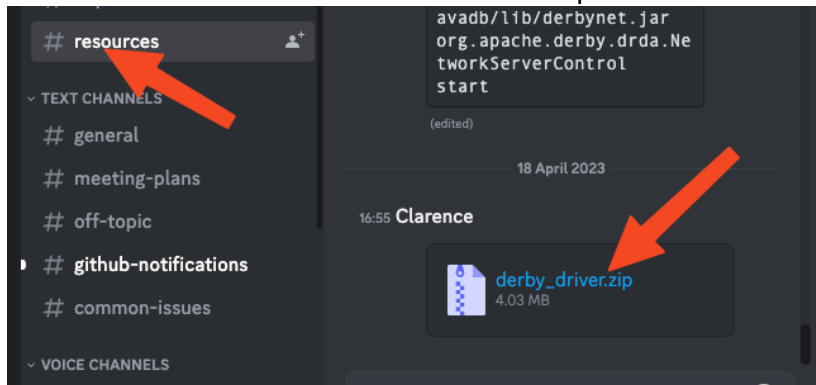 # resources
TEXT CHANNELS
# general
# meeting-plans
# off-topic
# github-notifications
# common-issues
VOICE CHANNELS
avadb/lib/derbynet.jar
org.apache.derby.drda.Ne
tworkServerControl
start
(edited)
18 April 2023
16:55 Clarence
derby_driver.zip
4.03 MB